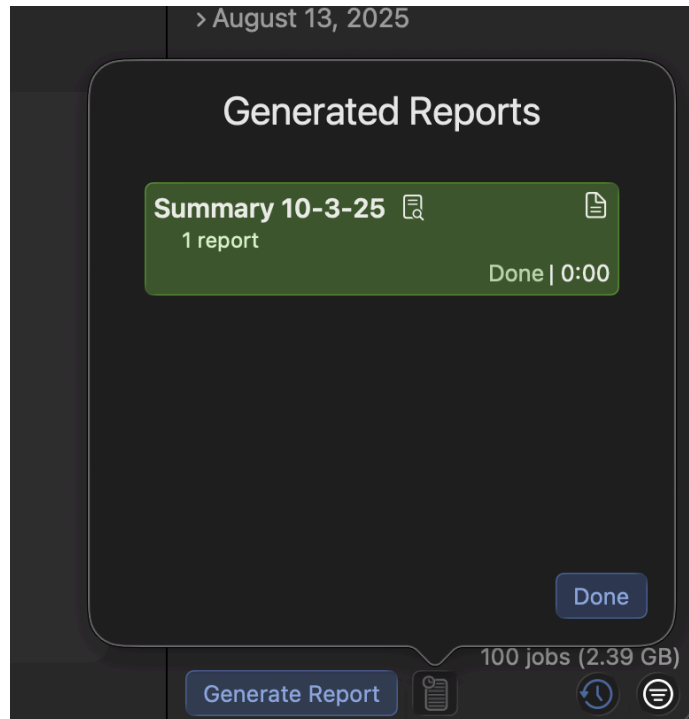 > August 13, 2025
Generated Reports
Summary 10-3-25
1 report
Done | 0:00
Done
100 jobs (2.39 GB)
Generate Report